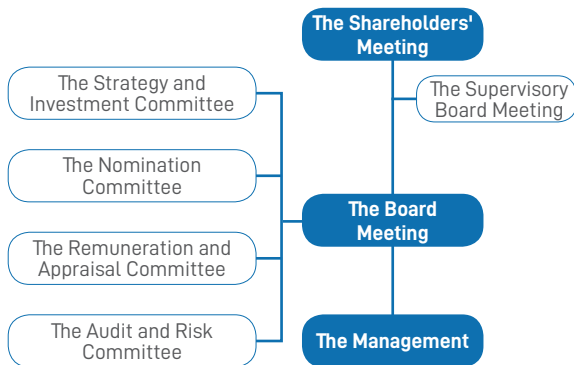 The Shareholders'
Meeting
The Strategy and
Investment Committee
The Supervisory
Board Meeting
The Nomination
Committee
The Board
Meeting
The Remuneration and
Appraisal Committee
The Audit and Risk
Committee
The Management